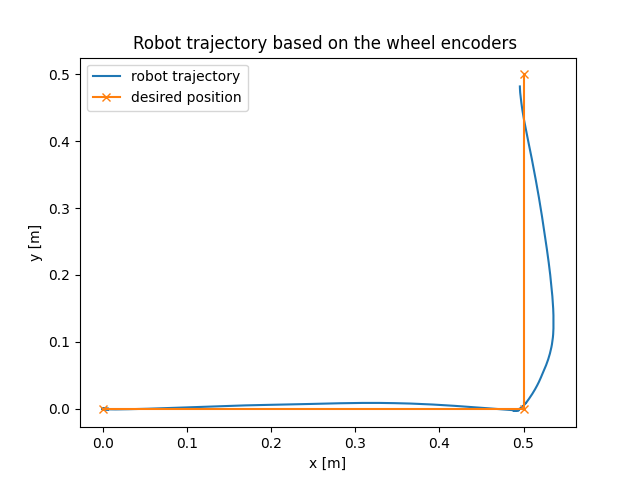 Robot trajectory based on the wheel encoders
robot trajectory
desired position
0.5
0.4
0.3
0.2
0.1
0.0
y [m]
0.0 0.1 0.2 0.3 0.4 0.5
x [m]